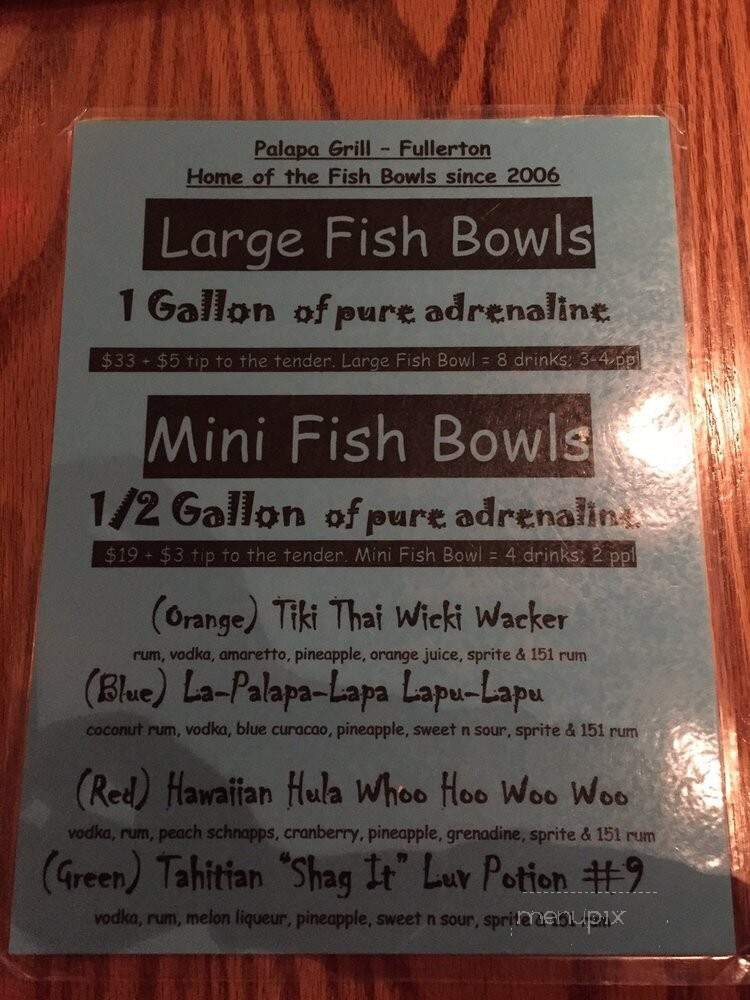 Palapa Grill - Fullerton
Home of the Fish Bowls since 2006
Large Fish Bowls
1 Gallon of pure adrenaline
$33 + $5 tip to the tender. Large Fish Bowl = 8 drinks; 3-4 ppl
Mini Fish Bowls
1/2 Gallon of pure adrenaline
$19 + $3 tip to the tender. Mini Fish Bowl = 4 drinks; 2 ppl
(Orange) Tiki Thai Wicki Wacker
rum, vodka, amaretto, pineapple, orange juice, sprite & 151 rum
(Blue) La-Palapa-Lapa Lapu-Lapu
coconut rum, vodka, blue curacao, pineapple, sweet n sour, sprite & 151 rum
(Red) Hawaiian Hula Whoo Hoo Woo Woo
vodka, rum, peach schnapps, cranberry, pineapple, grenadine, sprite & 151 rum
(Green) Tahitian "Shag It" Luv Potion #9
vodka, rum, melon liqueur, pineapple, sweet n sour, sprite & 151 rum
menupix